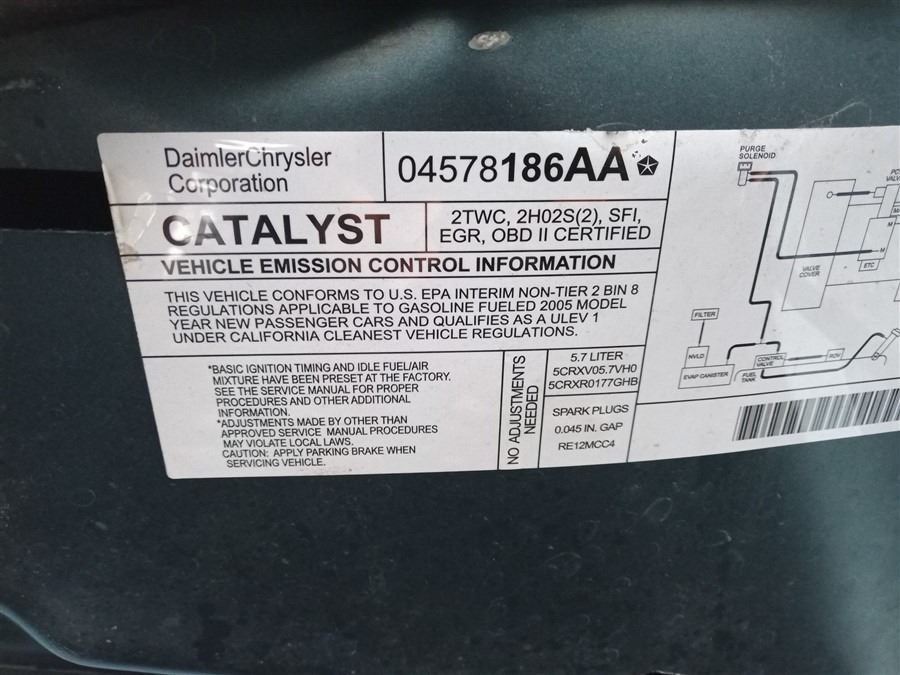 DaimlerChrysler
Corporation
04578186AA
CATALYST
2TWC, 2HO2S(2), SFI,
EGR, OBD II CERTIFIED
VEHICLE EMISSION CONTROL INFORMATION
THIS VEHICLE CONFORMS TO U.S. EPA INTERIM NON-TIER 2 BIN 8
REGULATIONS APPLICABLE TO GASOLINE FUELED 2005 MODEL
YEAR NEW PASSENGER CARS AND QUALIFIES AS A ULEV 1
UNDER CALIFORNIA CLEANEST VEHICLE REGULATIONS.
*BASIC IGNITION TIMING AND IDLE FUEL/AIR
MIXTURE HAVE BEEN PRESET AT THE FACTORY.
SEE THE SERVICE MANUAL FOR PROPER
PROCEDURES AND OTHER ADDITIONAL
INFORMATION.
*ADJUSTMENTS MADE BY OTHER THAN
APPROVED SERVICE MANUAL PROCEDURES
MAY VIOLATE LOCAL LAWS.
CAUTION: APPLY PARKING BRAKE WHEN
SERVICING VEHICLE.
NO ADJUSTMENTS
NEEDED
5.7 LITER
5CRXV05.7VH0
5CRXR0177GHB
SPARK PLUGS
0.045 IN. GAP
RE12MCC4
PURGE
SOLENOID
VALVE
COVER
ETC
M
M
FILTER
NVLD
EVAP CANISTER
CONTROL
VALVE
FUEL
TANK
ROV